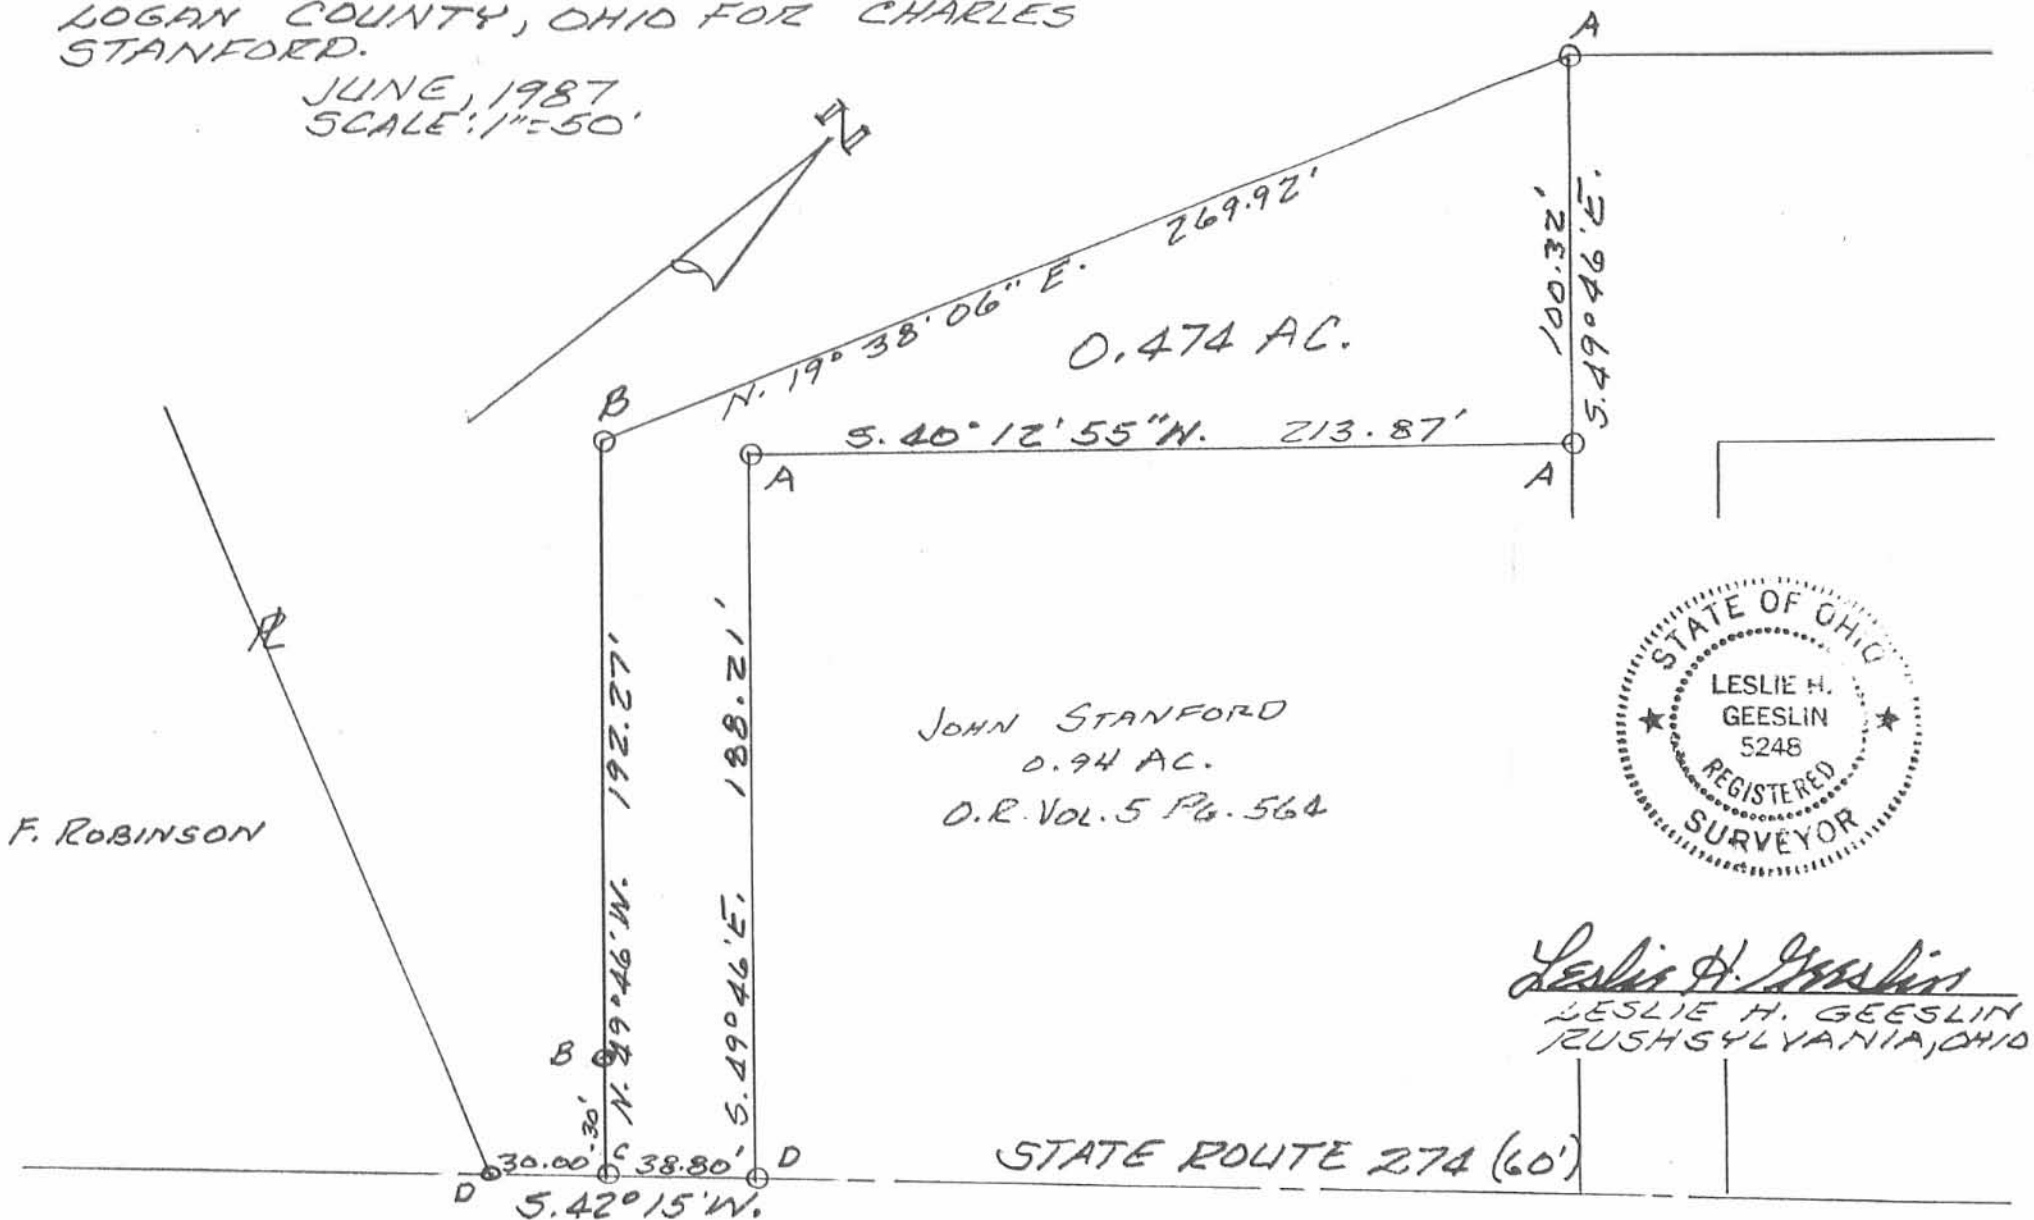 LOGAN COUNTY, OHIO FOR CHARLES
STANFORD.
JUNE, 1987
SCALE: 1"=50'
N
A
269.92'
N. 19° 38' 06" E.
100.32'
S. 49° 46' E.
0.474 AC.
B
S. 40° 12' 55" W. 213.87'
A
A
PL
N. 49° 46' W. 192.27'
S. 49° 46' E. 188.21'
JOHN STANFORD
0.94 AC.
O.R. VOL. 5 PG. 564
F. ROBINSON
STATE OF OHIO
LESLIE H.
GEESLIN
5248
REGISTERED
SURVEYOR
Leslie H. Geeslin
LESLIE H. GEESLIN
RUSHSYLVANIA, OHIO
B
30'
D
30.00'
C
38.80'
D
S. 42° 15' W.
STATE ROUTE 274 (60')